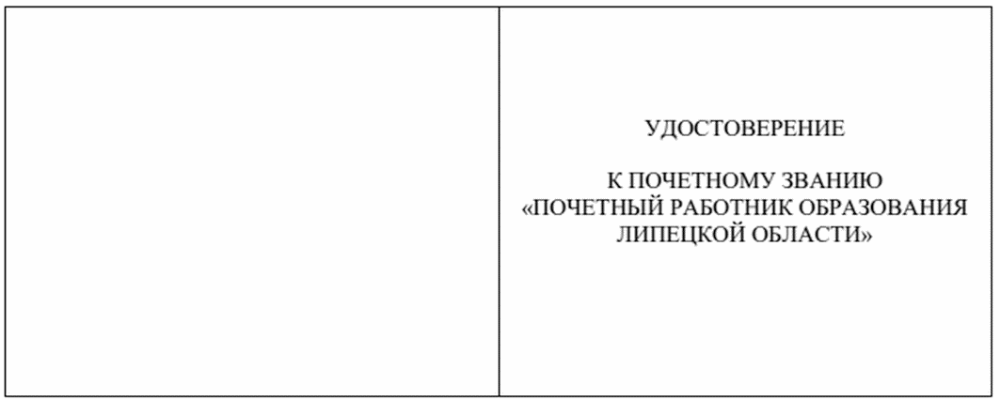 УДОСТОВЕРЕНИЕ
К ПОЧЕТНОМУ ЗВАНИЮ
«ПОЧЕТНЫЙ РАБОТНИК ОБРАЗОВАНИЯ
ЛИПЕЦКОЙ ОБЛАСТИ»